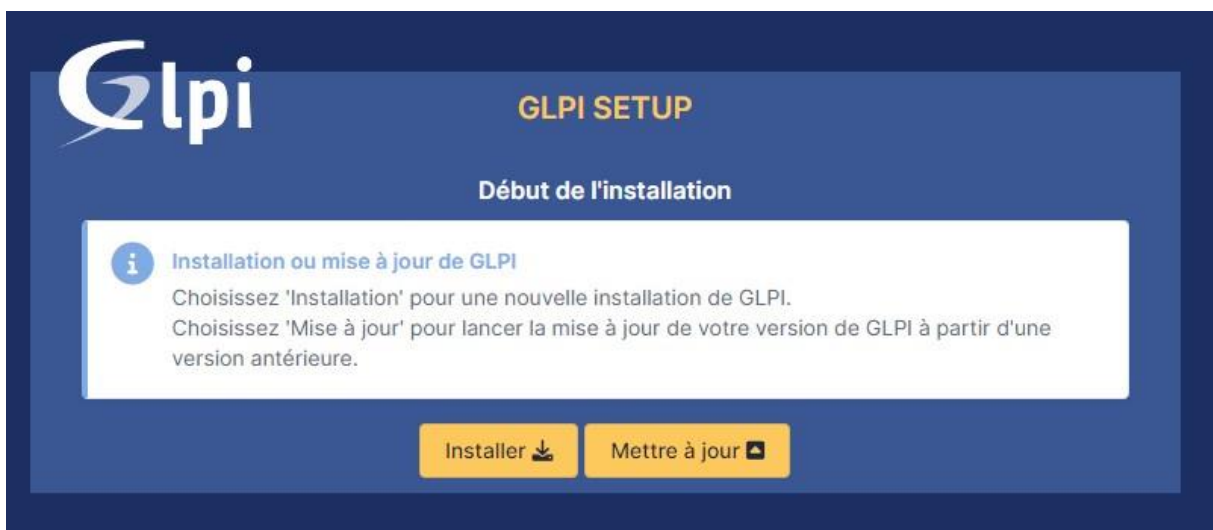 Glpi
GLPI SETUP
Début de l'installation
Installation ou mise à jour de GLPI
Choisissez 'Installation' pour une nouvelle installation de GLPI.
Choisissez 'Mise à jour' pour lancer la mise à jour de votre version de GLPI à partir d'une
version antérieure.
Installer
Mettre à jour